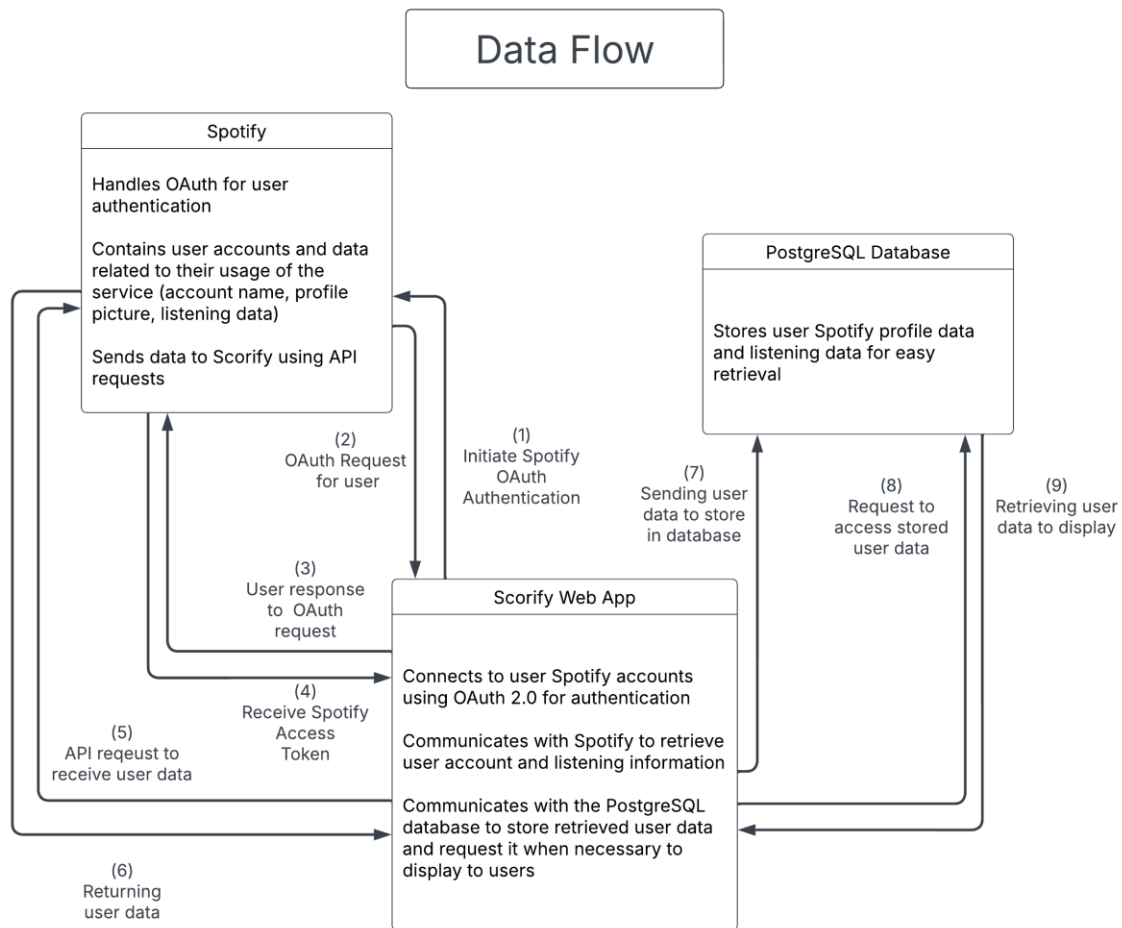 Data Flow
Spotify
Handles OAuth for user
authentication
Contains user accounts and data
related to their usage of the
service (account name, profile
picture, listening data)
Sends data to Scorify using API
requests
PostgreSQL Database
Stores user Spotify profile data
and listening data for easy
retrieval
(1)
Initiate Spotify
OAuth
Authentication
(2)
OAuth Request
for user
(3)
User response
to OAuth
request
(4)
Receive Spotify
Access
Token
(5)
API reqeust to
receive user data
(6)
Returning
user data
(7)
Sending user
data to store
in database
(8)
Request to
access stored
user data
(9)
Retrieving user
data to display
Scorify Web App
Connects to user Spotify accounts
using OAuth 2.0 for authentication
Communicates with Spotify to retrieve
user account and listening information
Communicates with the PostgreSQL
database to store retrieved user data
and request it when necessary to
display to users